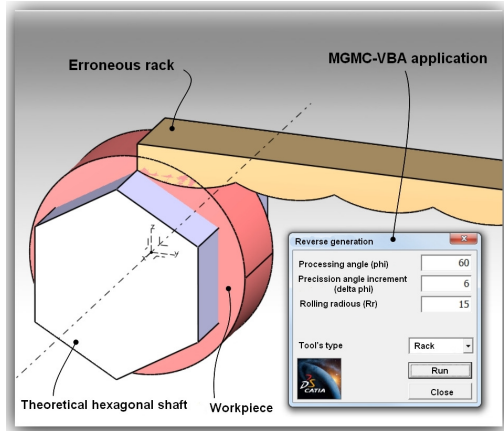 MGMC-VBA application
Erroneous rack
Reverse generation
Processing angle (phi) 60
Precission angle increment
(delta phi) 6
Rolling radious (Rr) 15
Tool's type Rack
Run
DS
CATIA
Close
Theoretical hexagonal shaft
Workpiece
z
y